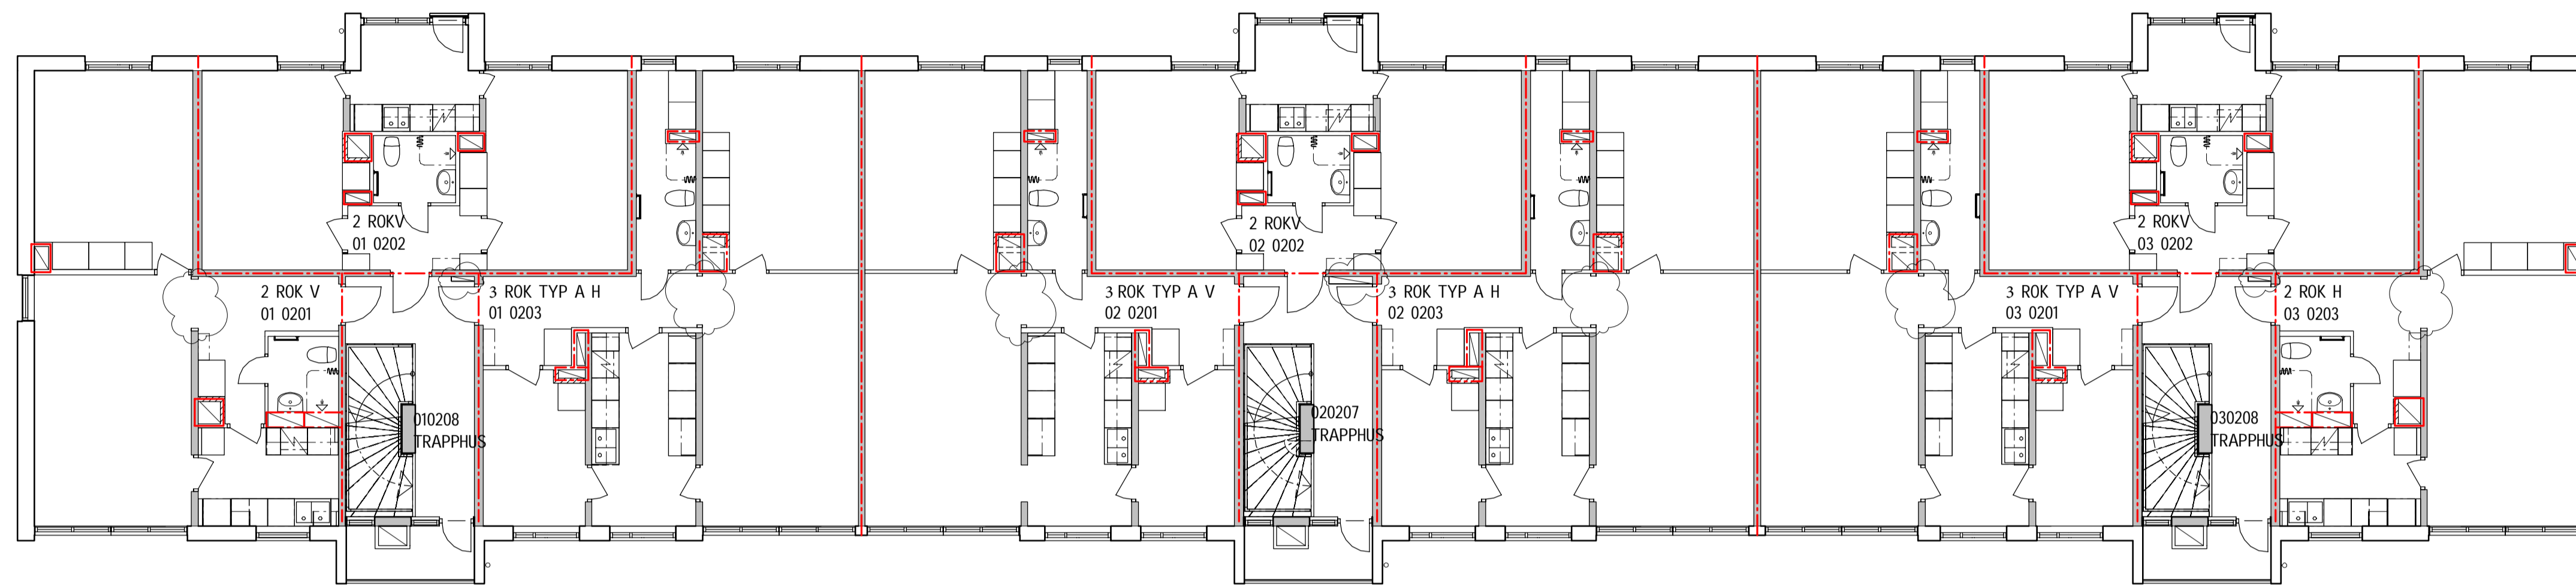 2 ROKV
01 0202
2 ROKV
02 0202
2 ROKV
03 0202
2 ROK V
01 0201
3 ROK TYP A H
01 0203
3 ROK TYP A V
02 0201
3 ROK TYP A H
02 0203
3 ROK TYP A V
03 0201
2 ROK H
03 0203
010208
TRAPPHUS
020207
TRAPPHUS
030208
TRAPPHUS